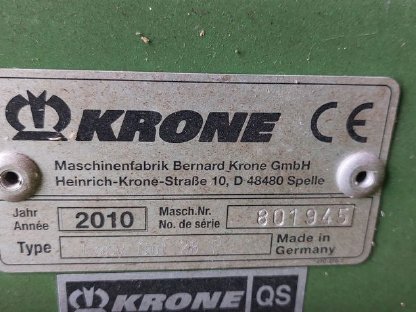 KRONE CE
Maschinenfabrik Bernard Krone GmbH
Heinrich-Krone-Straße 10, D 48480 Spelle
Jahr 2010 Masch.Nr. 801945
Année No. de série
Type Made in
Germany
KRONE QS